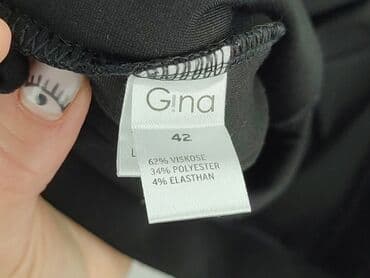 Gina
42
62% VISKOSE
34% POLYESTER
4% ELASTHAN